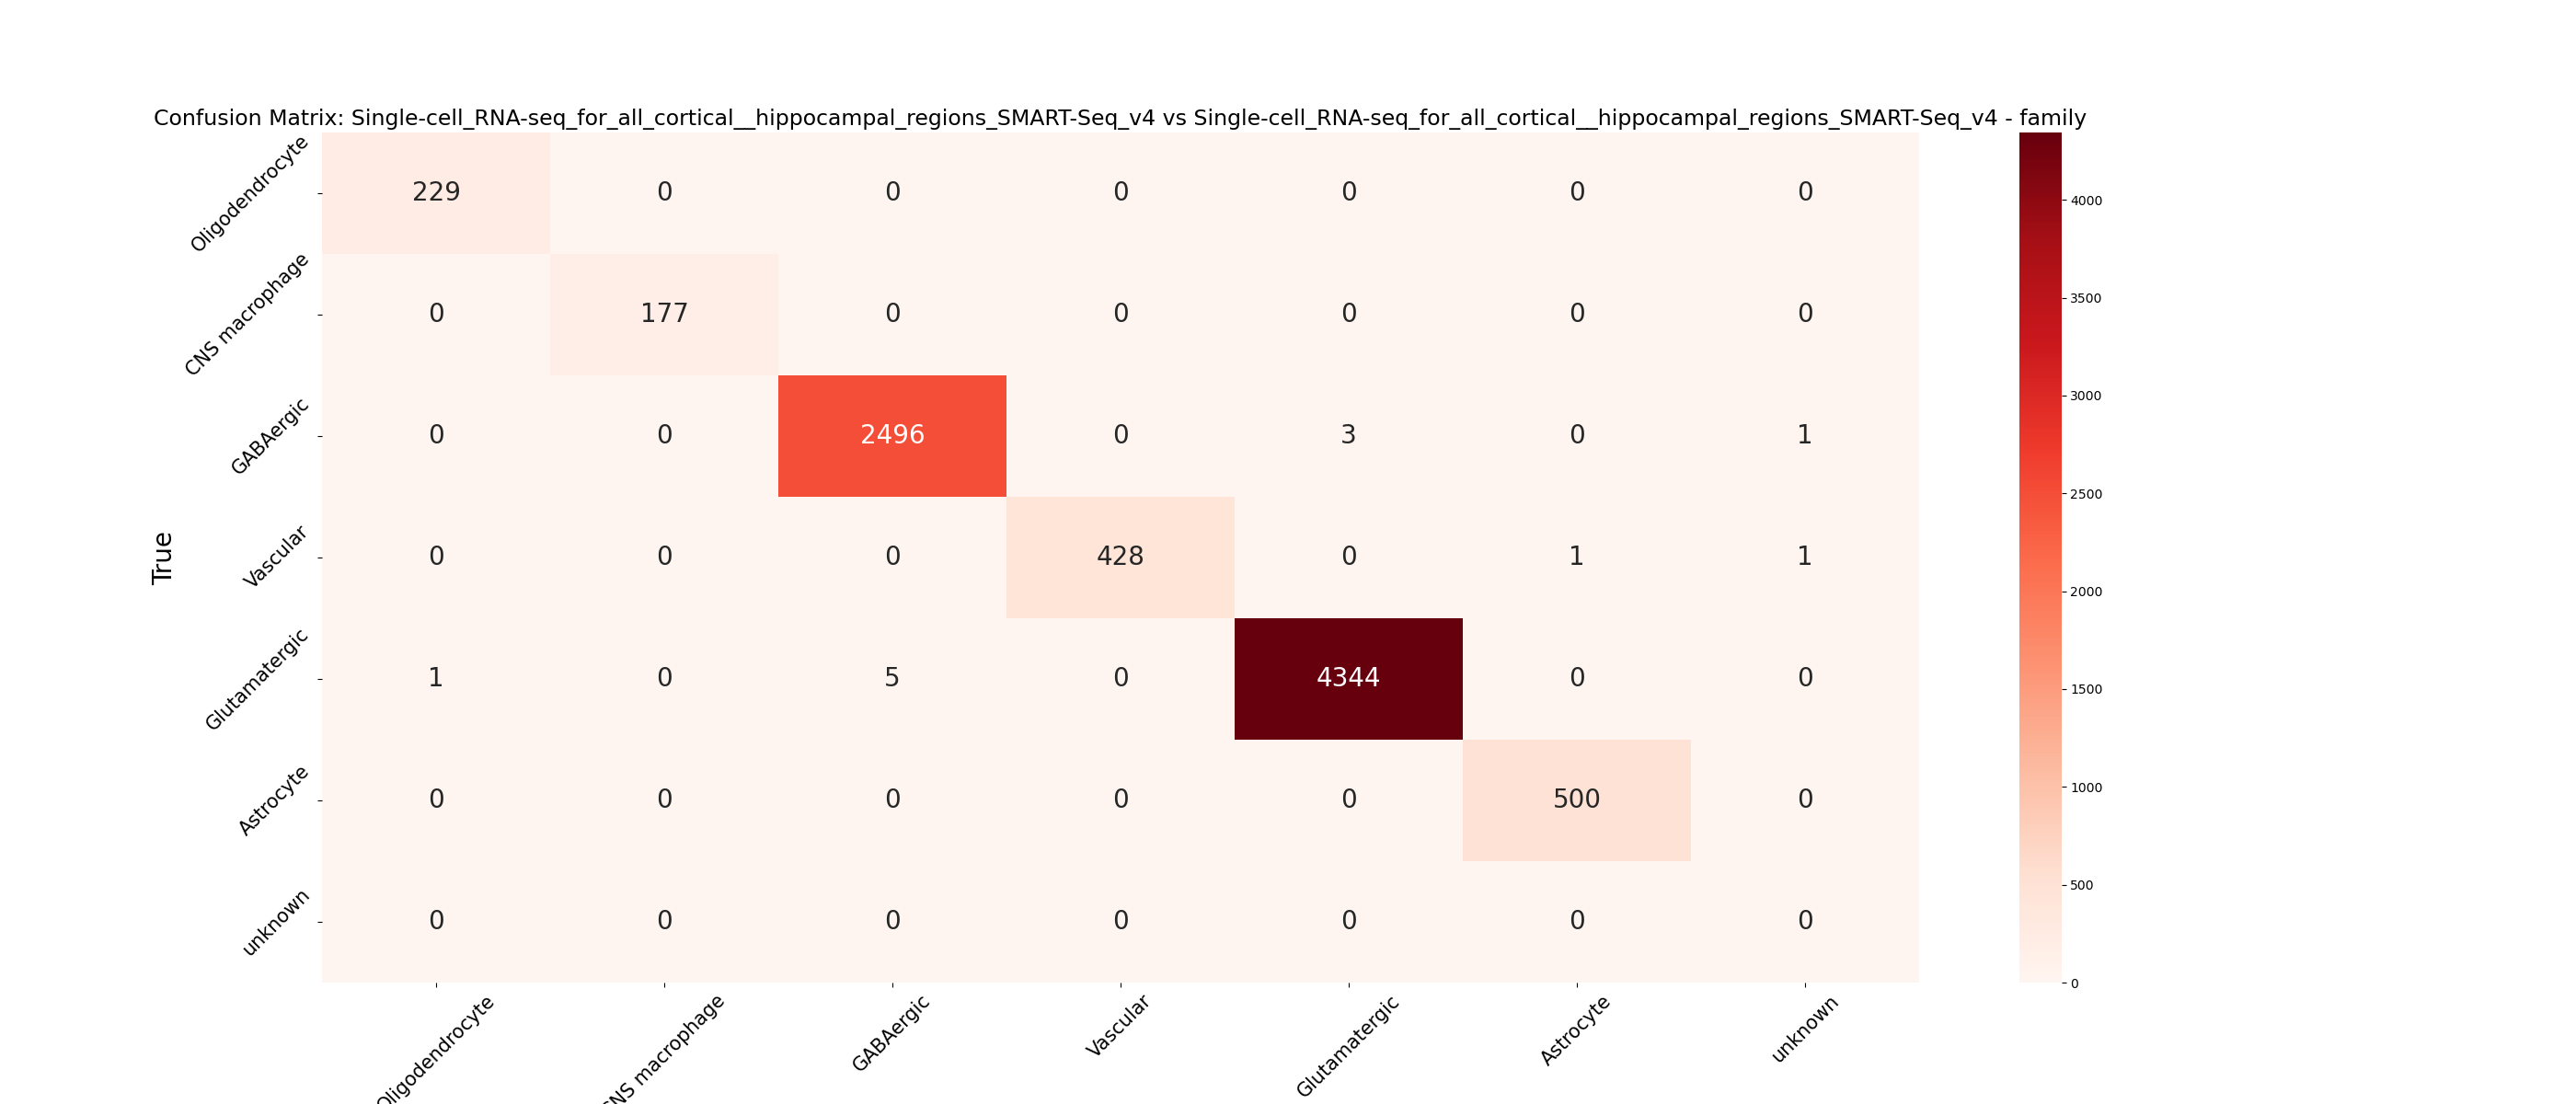 Confusion Matrix: Single-cell_RNA-seq_for_all_cortical__hippocampal_regions_SMART-Seq_v4 vs Single-cell_RNA-seq_for_all_cortical__hippocampal_regions_SMART-Seq_v4 - family
True
Oligodendrocyte 229 0 0 0 0 0 0
CNS macrophage 0 177 0 0 0 0 0
GABAergic 0 0 2496 0 3 0 1
Vascular 0 0 0 428 0 1 1
Glutamatergic 1 0 5 0 4344 0 0
Astrocyte 0 0 0 0 0 500 0
unknown 0 0 0 0 0 0 0
Oligodendrocyte CNS macrophage GABAergic Vascular Glutamatergic Astrocyte unknown
4000
3500
3000
2500
2000
1500
1000
500
0